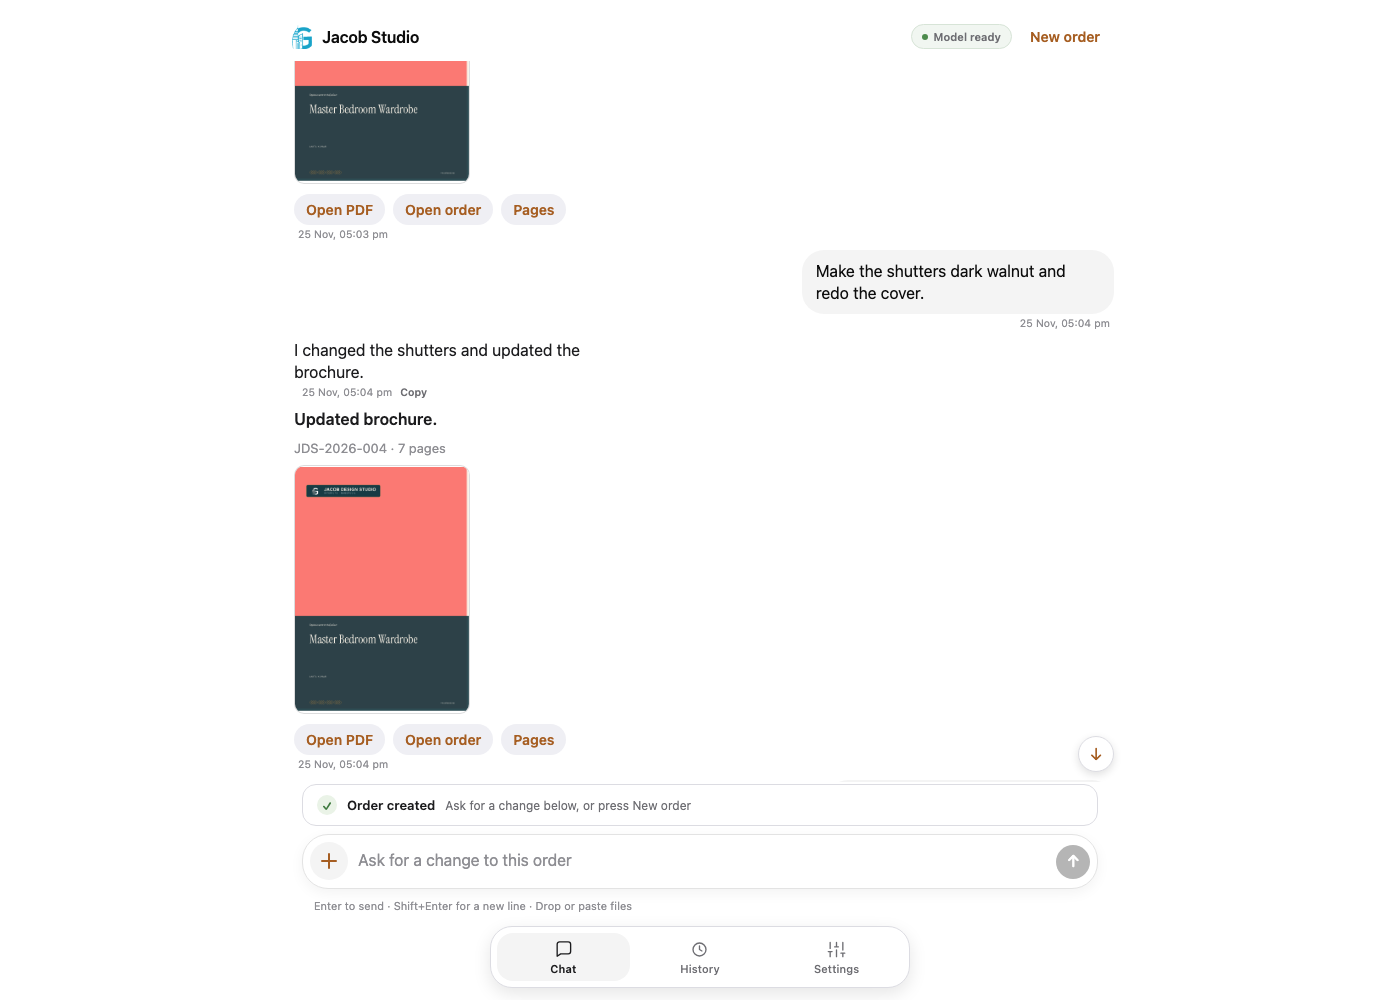 Jacob Studio
Model ready
New order
Master Bedroom Wardrobe
Open PDF
Open order
Pages
25 Nov, 05:03 pm
Make the shutters dark walnut and
redo the cover.
25 Nov, 05:04 pm
I changed the shutters and updated the
brochure.
25 Nov, 05:04 pm Copy
Updated brochure.
JDS-2026-004 · 7 pages
JACOB DESIGN STUDIO
Master Bedroom Wardrobe
Open PDF
Open order
Pages
25 Nov, 05:04 pm
Order created Ask for a change below, or press New order
Ask for a change to this order
Enter to send · Shift+Enter for a new line · Drop or paste files
Chat
History
Settings